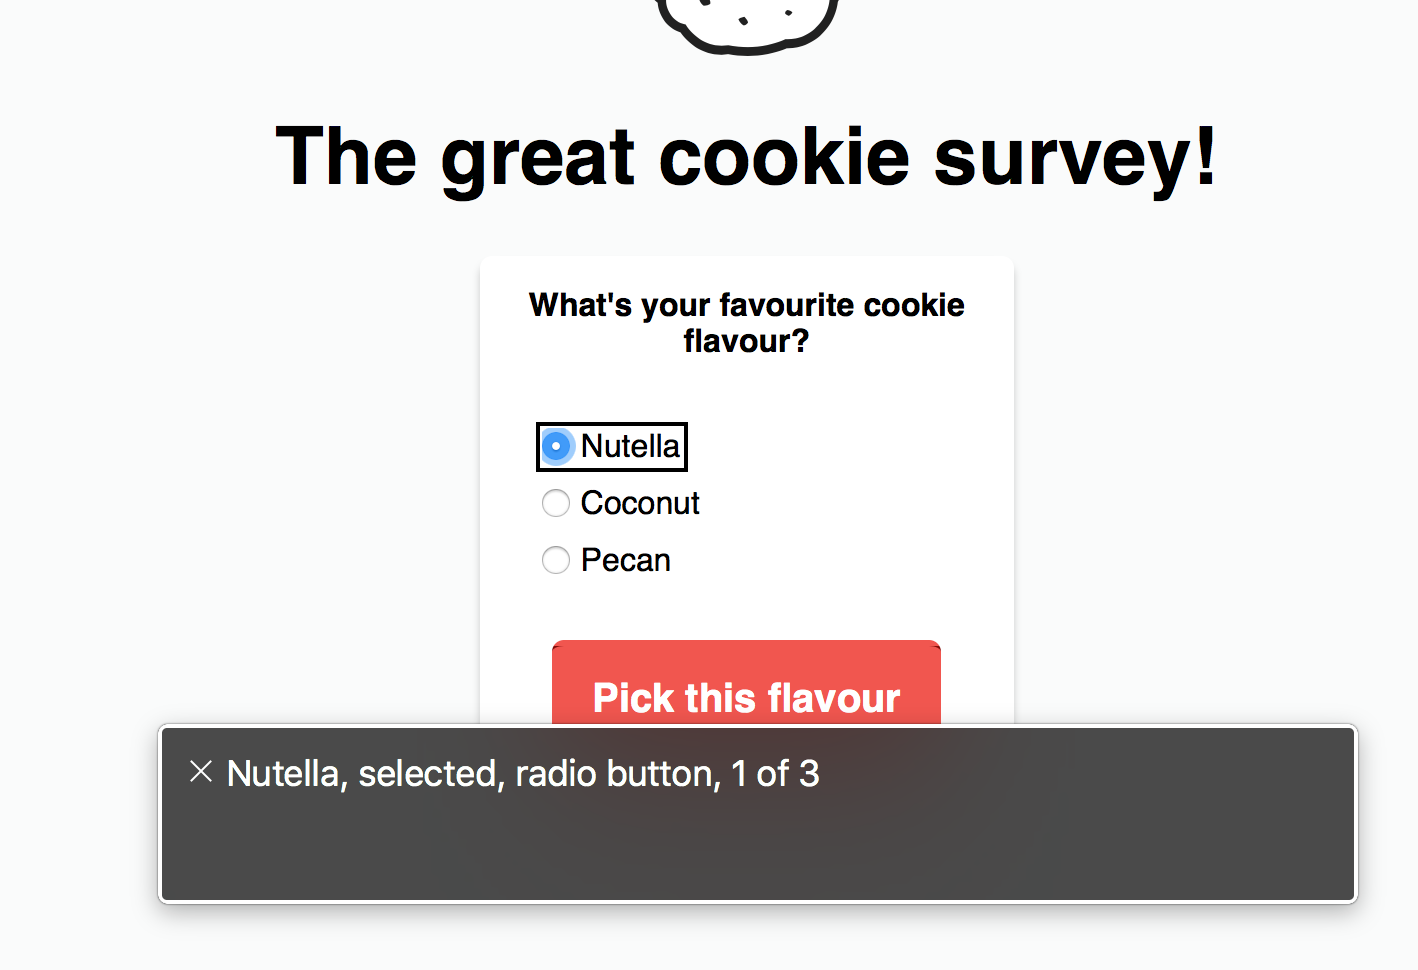 The great cookie survey!
What's your favourite cookie
flavour?
Nutella
Coconut
Pecan
Pick this flavour
Nutella, selected, radio button, 1 of 3